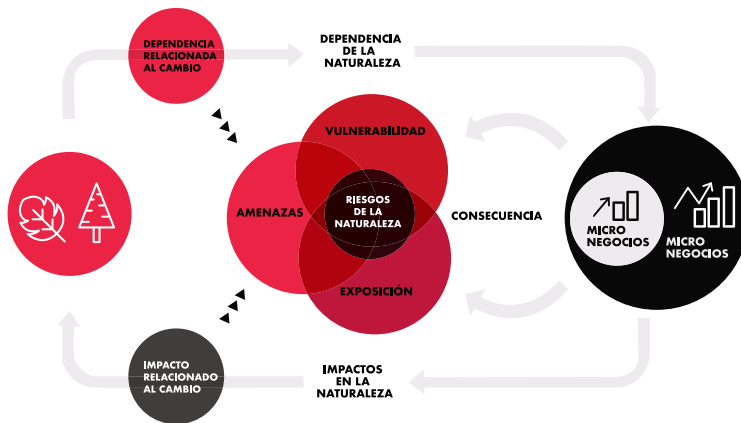 DEPENDENCIA
RELACIONADA
AL CAMBIO
DEPENDENCIA
DE LA
NATURALEZA
VULNERABILIDAD
AMENAZAS
RIESGOS
DE LA
NATURALEZA
CONSECUENCIA
EXPOSICIÓN
MICRO
NEGOCIOS
MICRO
NEGOCIOS
IMPACTO
RELACIONADO
AL CAMBIO
IMPACTOS
EN LA
NATURALEZA